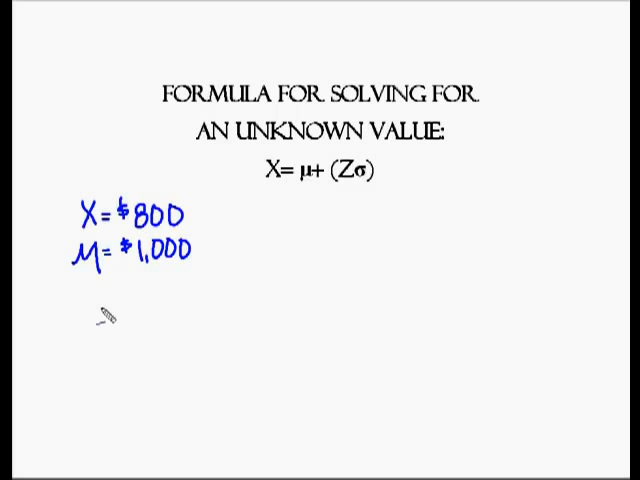 FORMULA FOR SOLVING FOR
AN UNKNOWN VALUE:
X= μ+ (Zσ)
X= $800
μ= $1,000